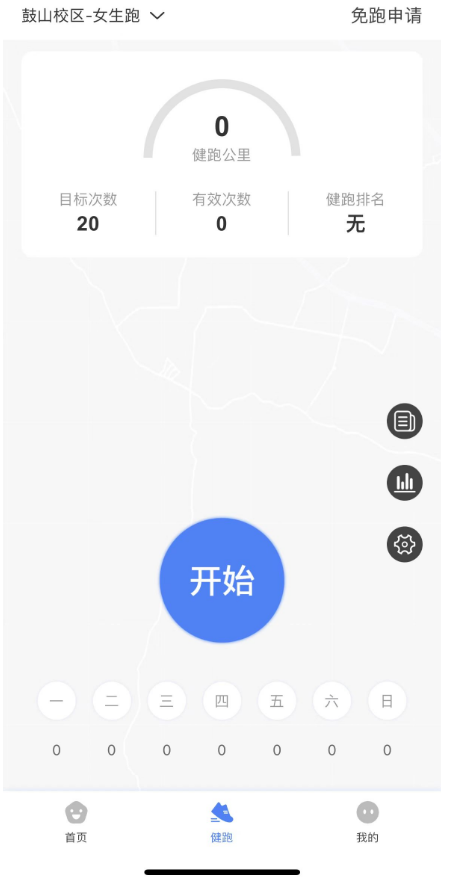 鼓山校区-女生跑
免跑申请
0
健跑公里
目标次数 有效次数 健跑排名
20 0 无
开始
一 二 三 四 五 六 日
0 0 0 0 0 0 0
首页 健跑 我的